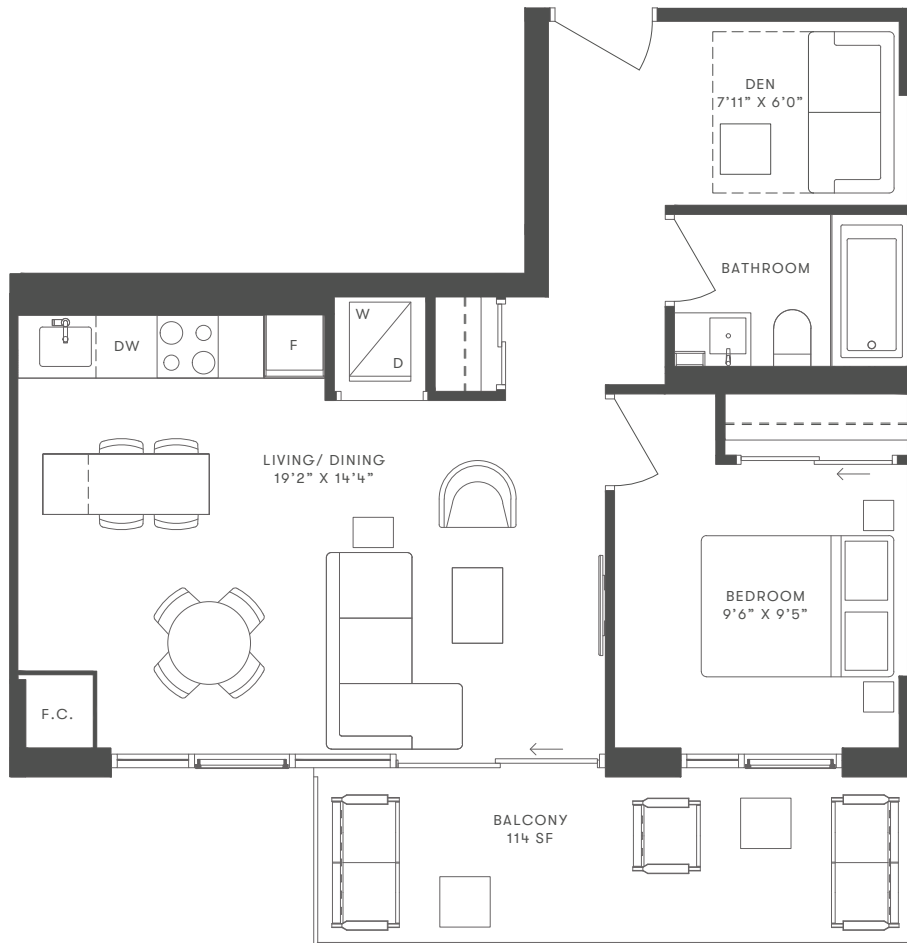 DEN
7'11" X 6'0"
BATHROOM
W
D
DW
F
LIVING/ DINING
19'2" X 14'4"
BEDROOM
9'6" X 9'5"
F.C.
BALCONY
114 SF